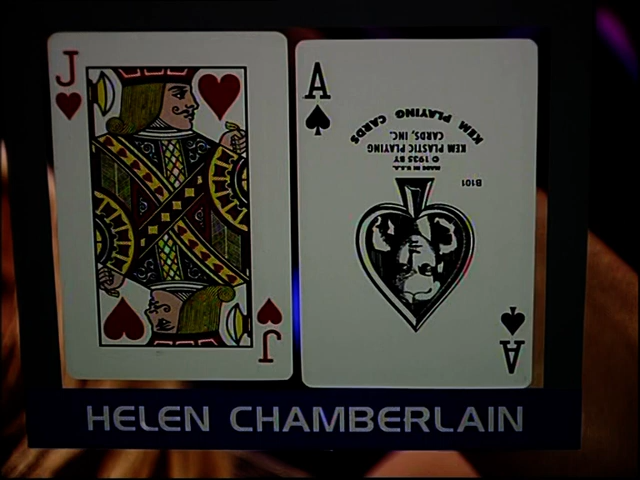 J
A
KEM PLAYING CARDS
CARDS, INC.
KEM PLASTIC PLAYING
© 1935 BY
MADE IN U.S.A.
B101
J
A
HELEN CHAMBERLAIN